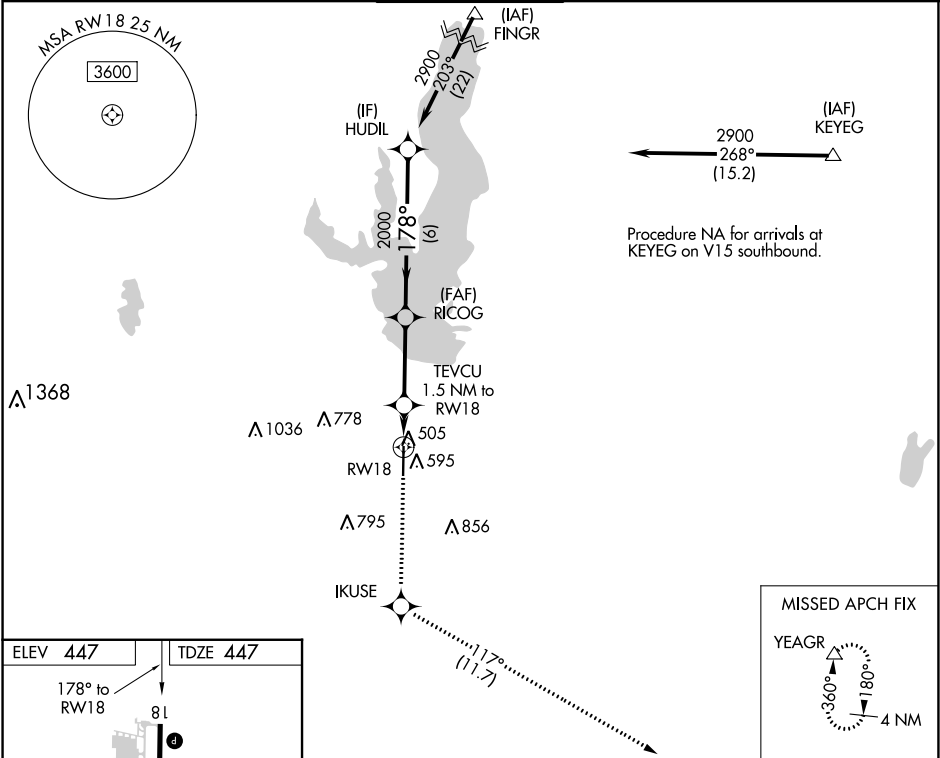 MSA RW18 25 NM
3600
(IAF)
FINGR
2900
203°
(22)
(IF)
HUDIL
(IAF)
KEYEG
2900
268°
(15.2)
2000
178°
(6)
Procedure NA for arrivals at
KEYEG on V15 southbound.
(FAF)
RICOG
TEVCU
1.5 NM to
RW18
1368
1036
778
505
RW18
595
795
856
IKUSE
117°
(11.7)
MISSED APCH FIX
YEAGR
360°
180°
4 NM
ELEV 447
TDZE 447
178° to
RW18
18
P